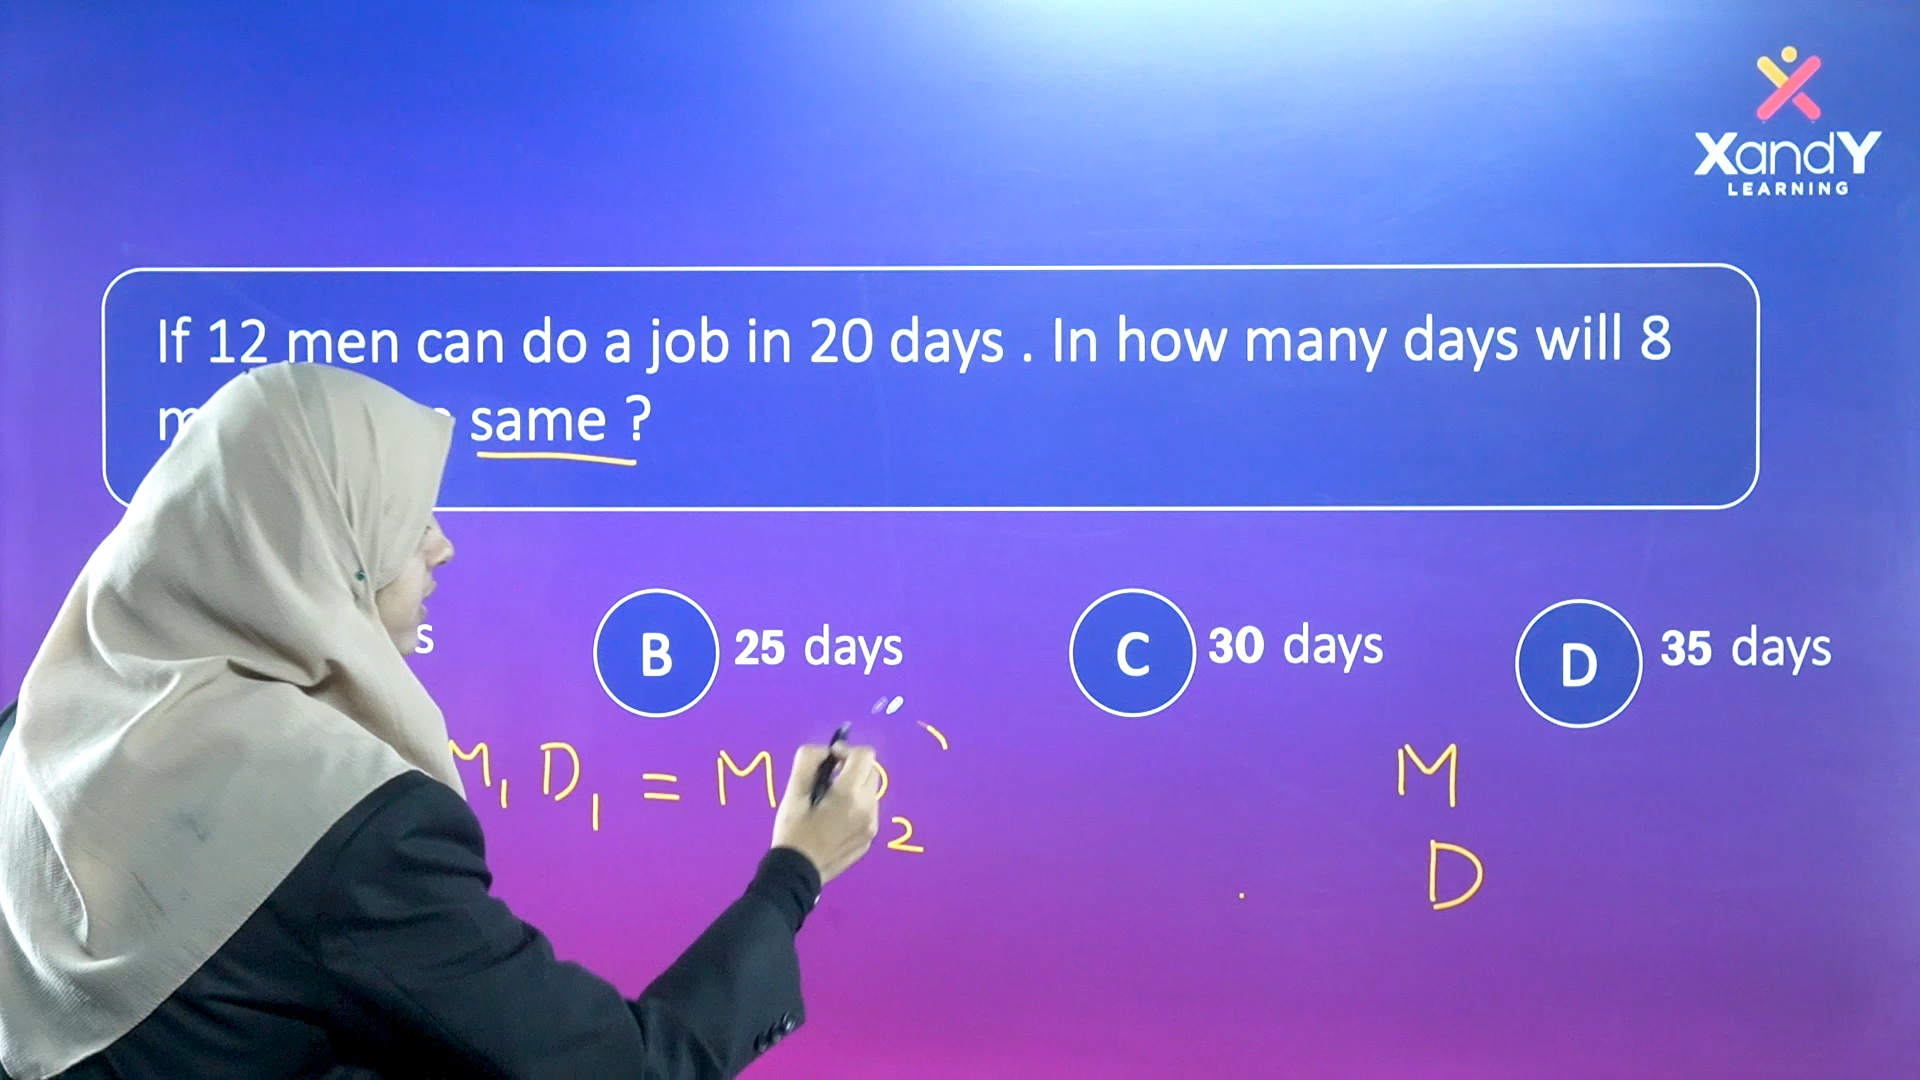 XandY
LEARNING
If 12 men can do a job in 20 days . In how many days will 8
same ?
B 25 days C 30 days D 35 days
M₁ D₁ = M D₂
M
D